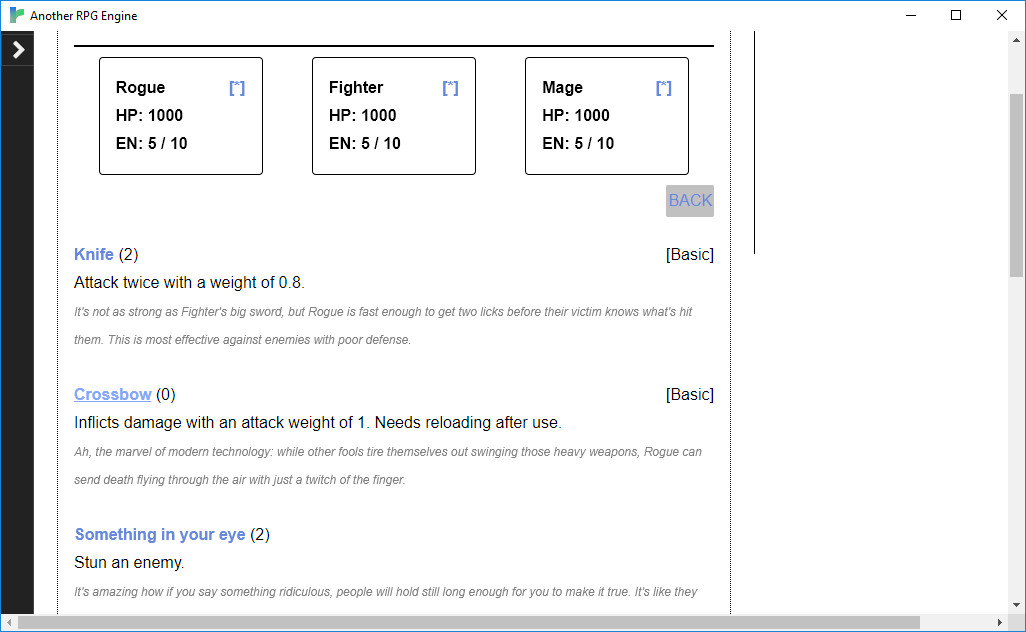 Another RPG Engine
Rogue [*] Fighter [*] Mage [*]
HP: 1000 HP: 1000 HP: 1000
EN: 5 / 10 EN: 5 / 10 EN: 5 / 10
BACK
Knife (2) [Basic]
Attack twice with a weight of 0.8.
It's not as strong as Fighter's big sword, but Rogue is fast enough to get two licks before their victim knows what's hit
them. This is most effective against enemies with poor defense.
Crossbow (0) [Basic]
Inflicts damage with an attack weight of 1. Needs reloading after use.
Ah, the marvel of modern technology: while other fools tire themselves out swinging those heavy weapons, Rogue can
send death flying through the air with just a twitch of the finger.
Something in your eye (2)
Stun an enemy.
It's amazing how if you say something ridiculous, people will hold still long enough for you to make it true. It's like they